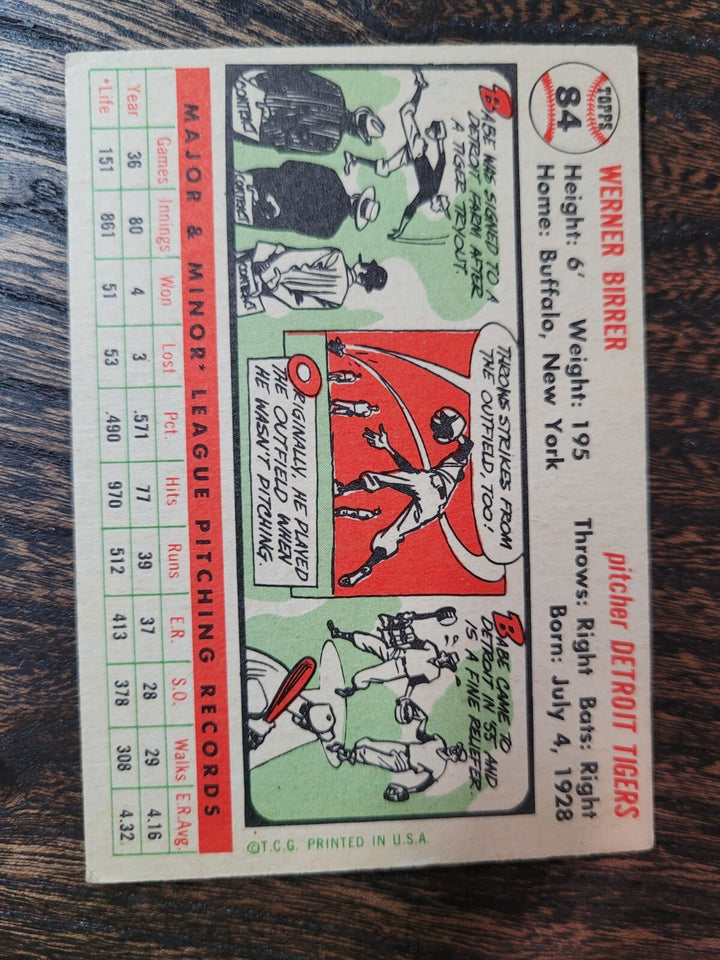 TOPPS
84
WERNER BIRRER
pitcher DETROIT TIGERS
Height: 6' Weight: 195 Throws: Right Bats: Right
Home: Buffalo, New York Born: July 4, 1928
BABE WAS SIGNED TO A
DETROIT FARM AFTER
A TIGER TRYOUT.
CONTRACT
CONTRACT
CONTRACT
THROWS STRIKES FROM
THE OUTFIELD, TOO!
ORIGINALLY, HE PLAYED
THE OUTFIELD WHEN
HE WASN'T PITCHING.
BABE CAME TO
DETROIT IN '55 AND
IS A FINE RELIEFER.
MAJOR & MINOR* LEAGUE PITCHING RECORDS
Games Innings Won Lost Pct. Hits Runs E.R. S.O. Walks E.R.Avg.
Year 36 80 4 3 .571 77 39 37 28 29 4.16
*Life 151 861 51 53 .490 970 512 413 378 308 4.32
©T.C.G. PRINTED IN U.S.A.